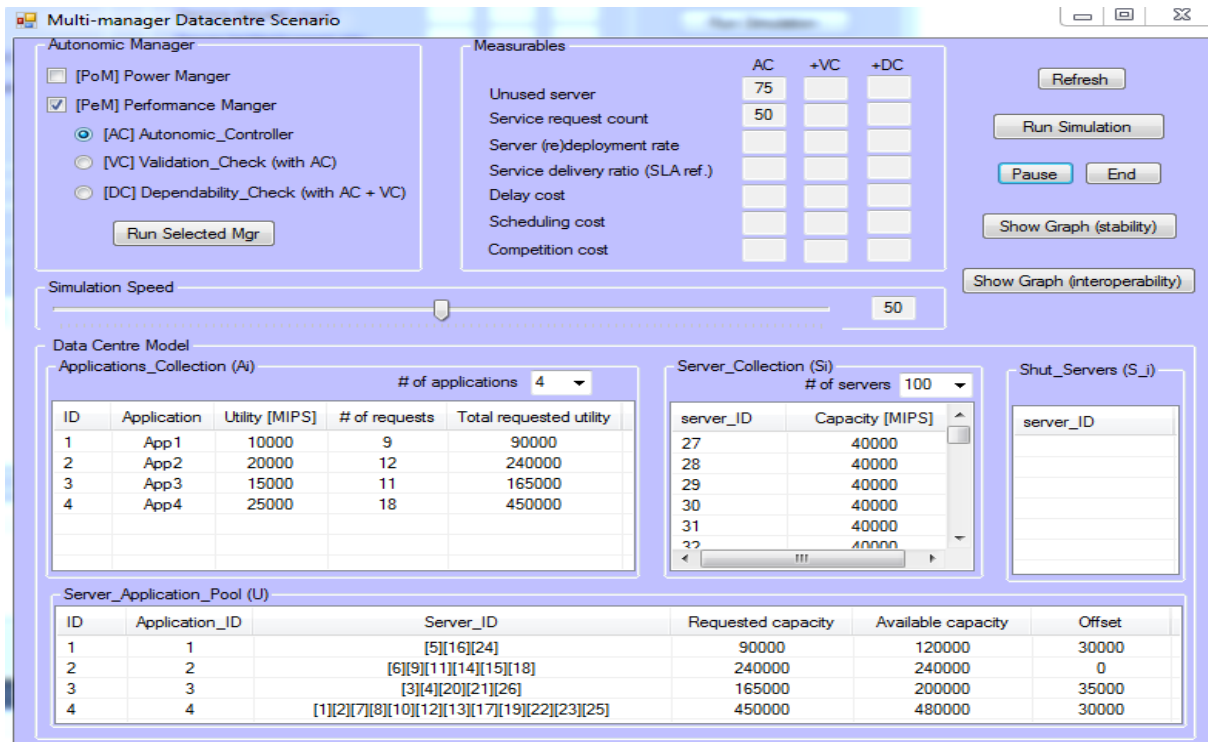 Multi-manager Datacentre Scenario
Autonomic Manager
[PoM] Power Manger
[PeM] Performance Manger
[AC] Autonomic_Controller
[VC] Validation_Check (with AC)
[DC] Dependability_Check (with AC + VC)
Run Selected Mgr
Measurables
AC +VC +DC
Unused server 75
Service request count 50
Server (re)deployment rate
Service delivery ratio (SLA ref.)
Delay cost
Scheduling cost
Competition cost
Refresh
Run Simulation
Pause End
Show Graph (stability)
Show Graph (interoperability)
Simulation Speed
50
Data Centre Model
Applications_Collection (Ai)
# of applications 4
ID Application Utility [MIPS] # of requests Total requested utility
1 App1 10000 9 90000
2 App2 20000 12 240000
3 App3 15000 11 165000
4 App4 25000 18 450000
Server_Collection (Si)
# of servers 100
server_ID Capacity [MIPS]
27 40000
28 40000
29 40000
30 40000
31 40000
32 40000
Shut_Servers (S_i)
server_ID
Server_Application_Pool (U)
ID Application_ID Server_ID Requested capacity Available capacity Offset
1 1 [5][16][24] 90000 120000 30000
2 2 [6][9][11][14][15][18] 240000 240000 0
3 3 [3][4][20][21][26] 165000 200000 35000
4 4 [1][2][7][8][10][12][13][17][19][22][23][25] 450000 480000 30000